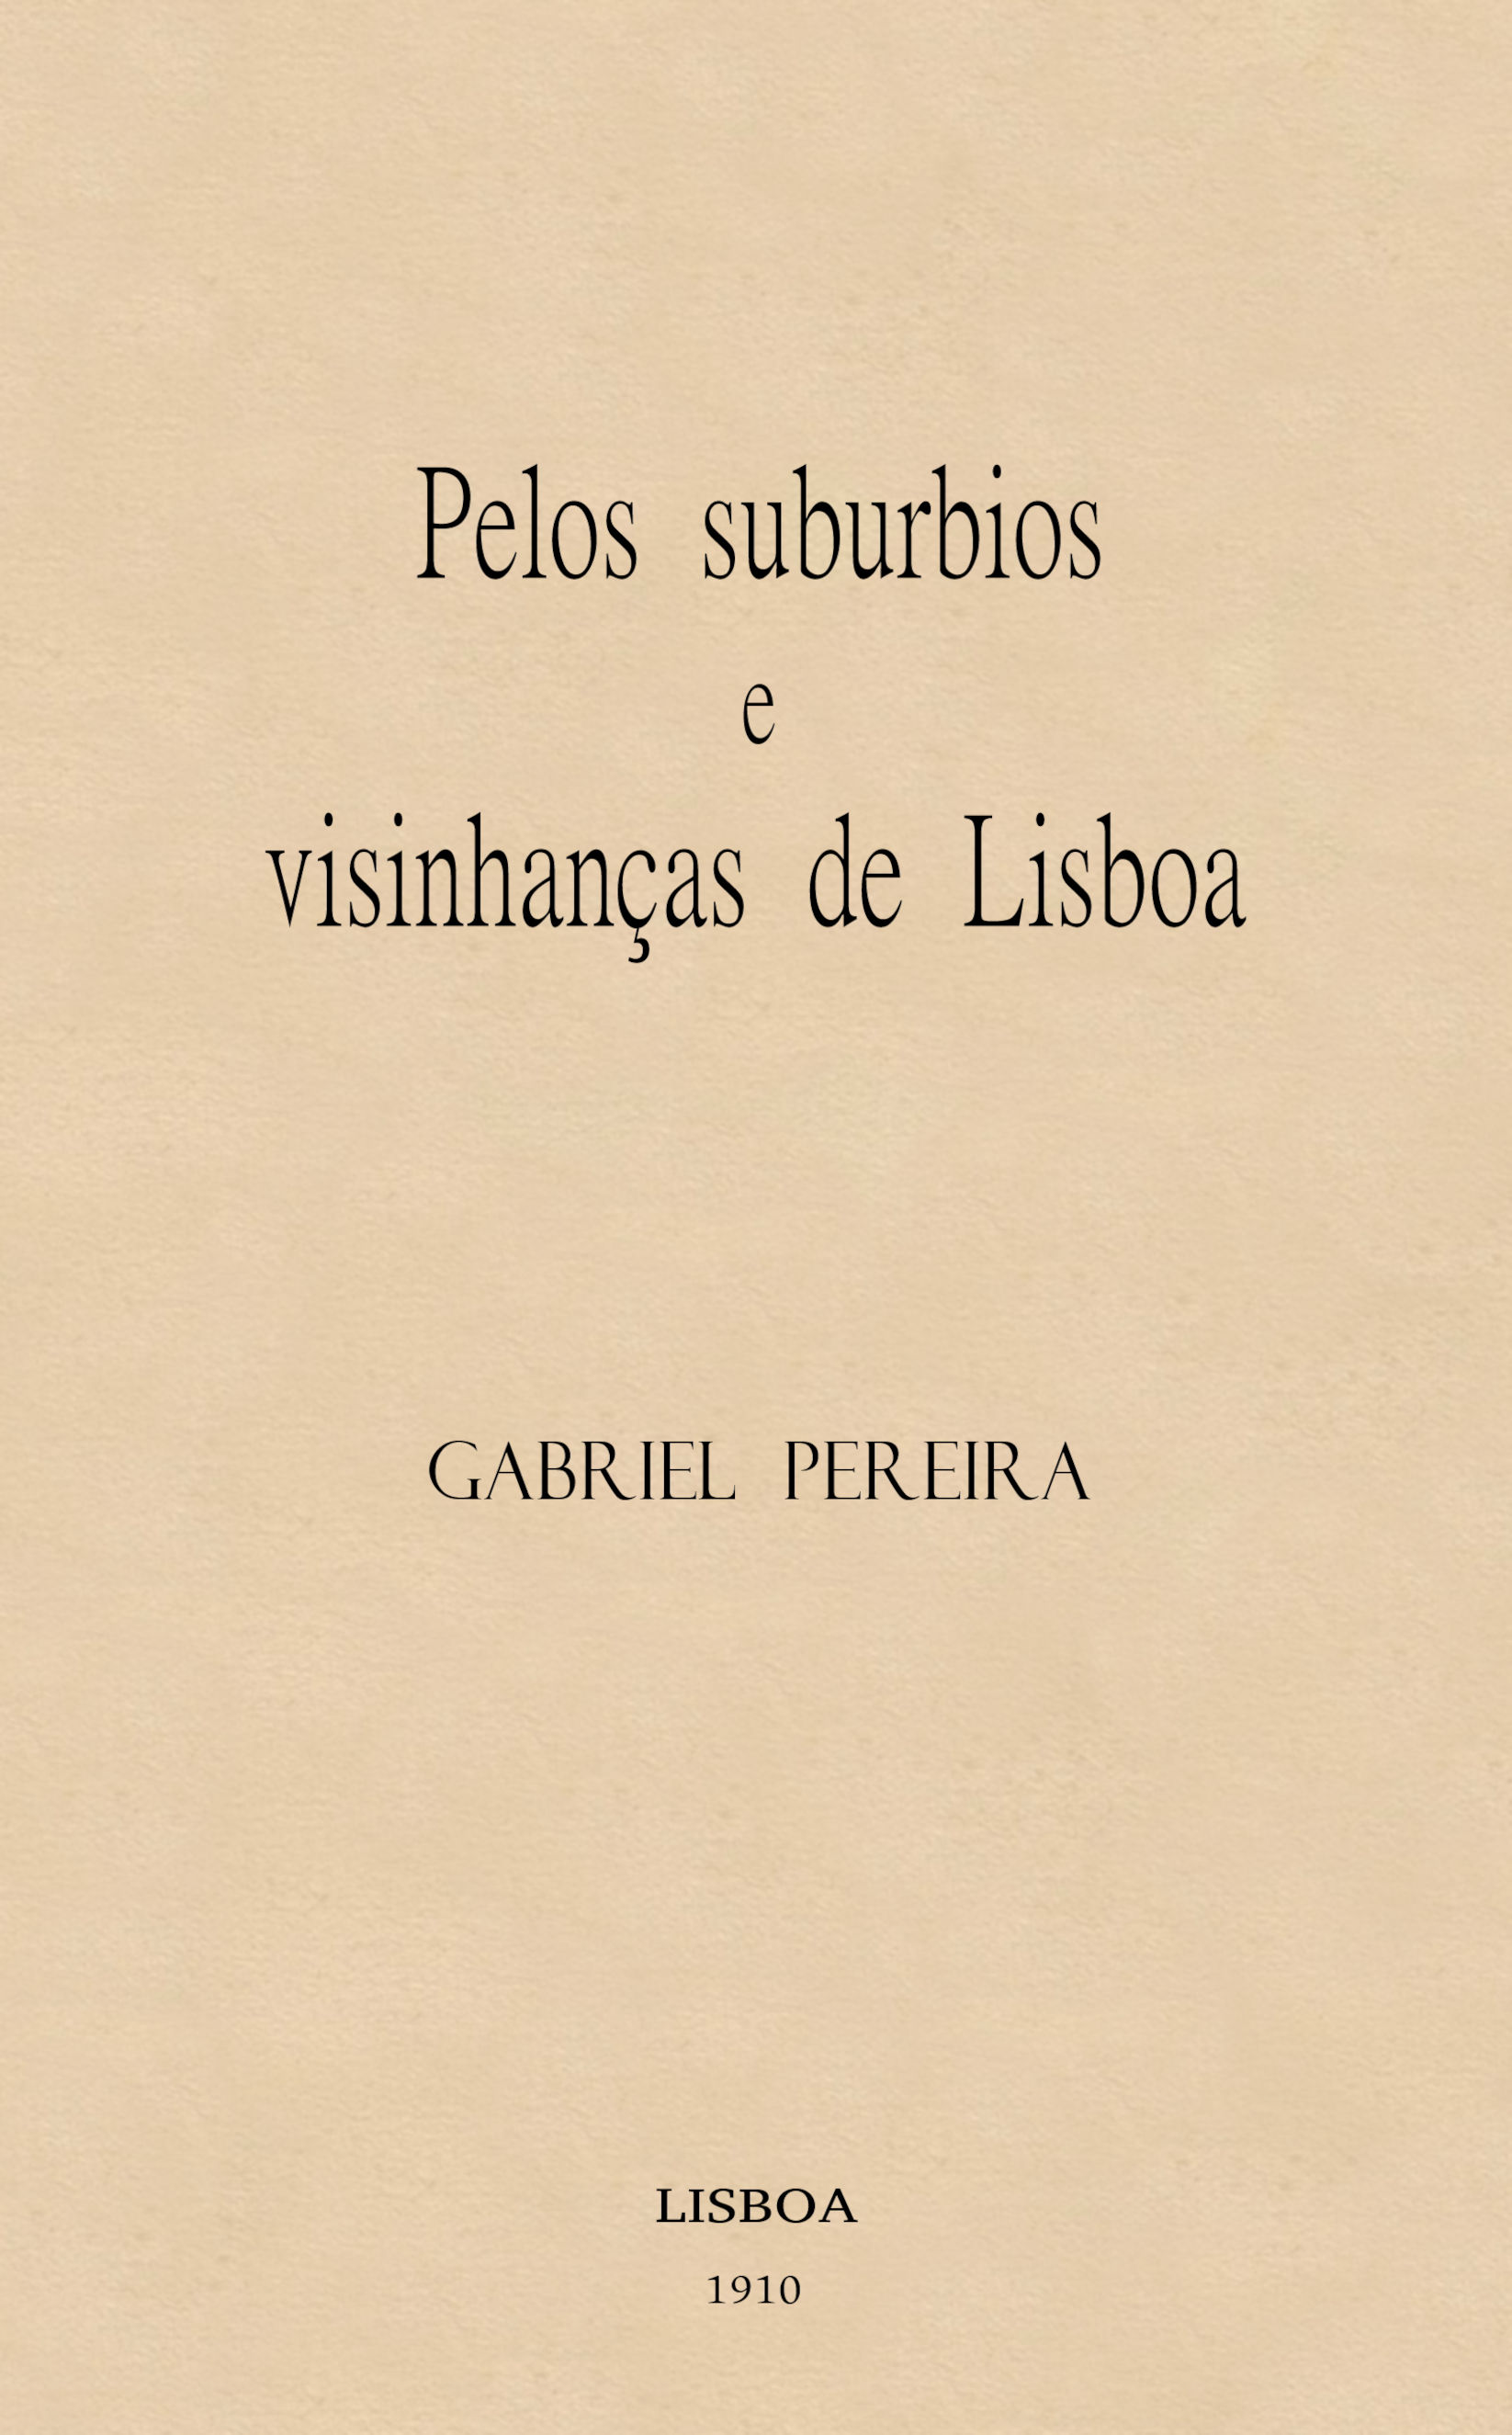 Pelos suburbios
e
visinhanças de Lisboa
GABRIEL PEREIRA
LISBOA
1910